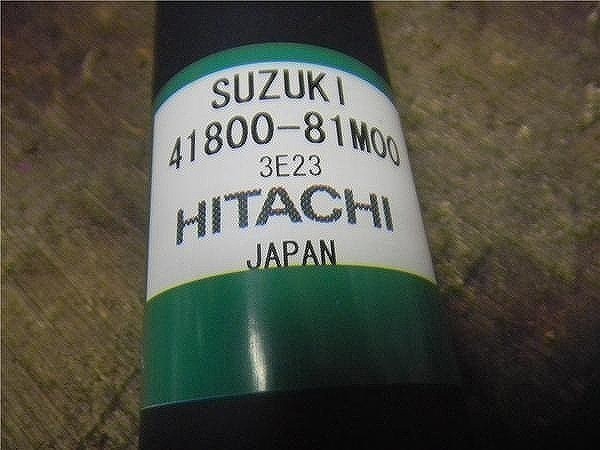 SUZUKI
41800-81M00
3E23
HITACHI
JAPAN